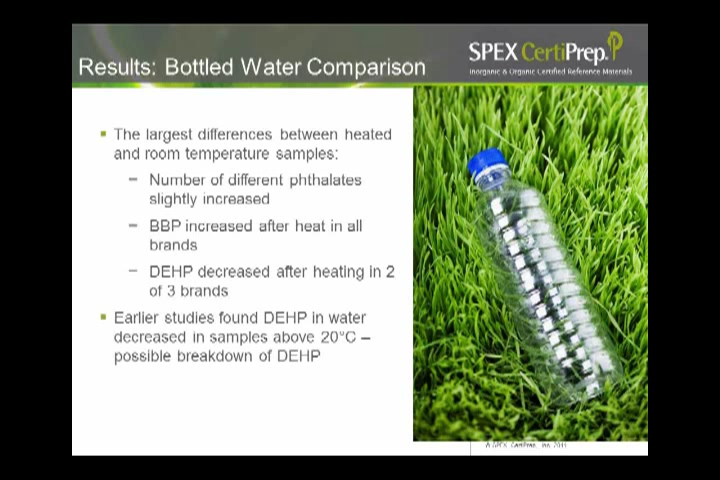 Results: Bottled Water Comparison
SPEX CertiPrep.
Inorganic & Organic Certified Reference Materials
The largest differences between heated
and room temperature samples:
– Number of different phthalates
slightly increased
– BBP increased after heat in all
brands
– DEHP decreased after heating in 2
of 3 brands
Earlier studies found DEHP in water
decreased in samples above 20°C –
possible breakdown of DEHP